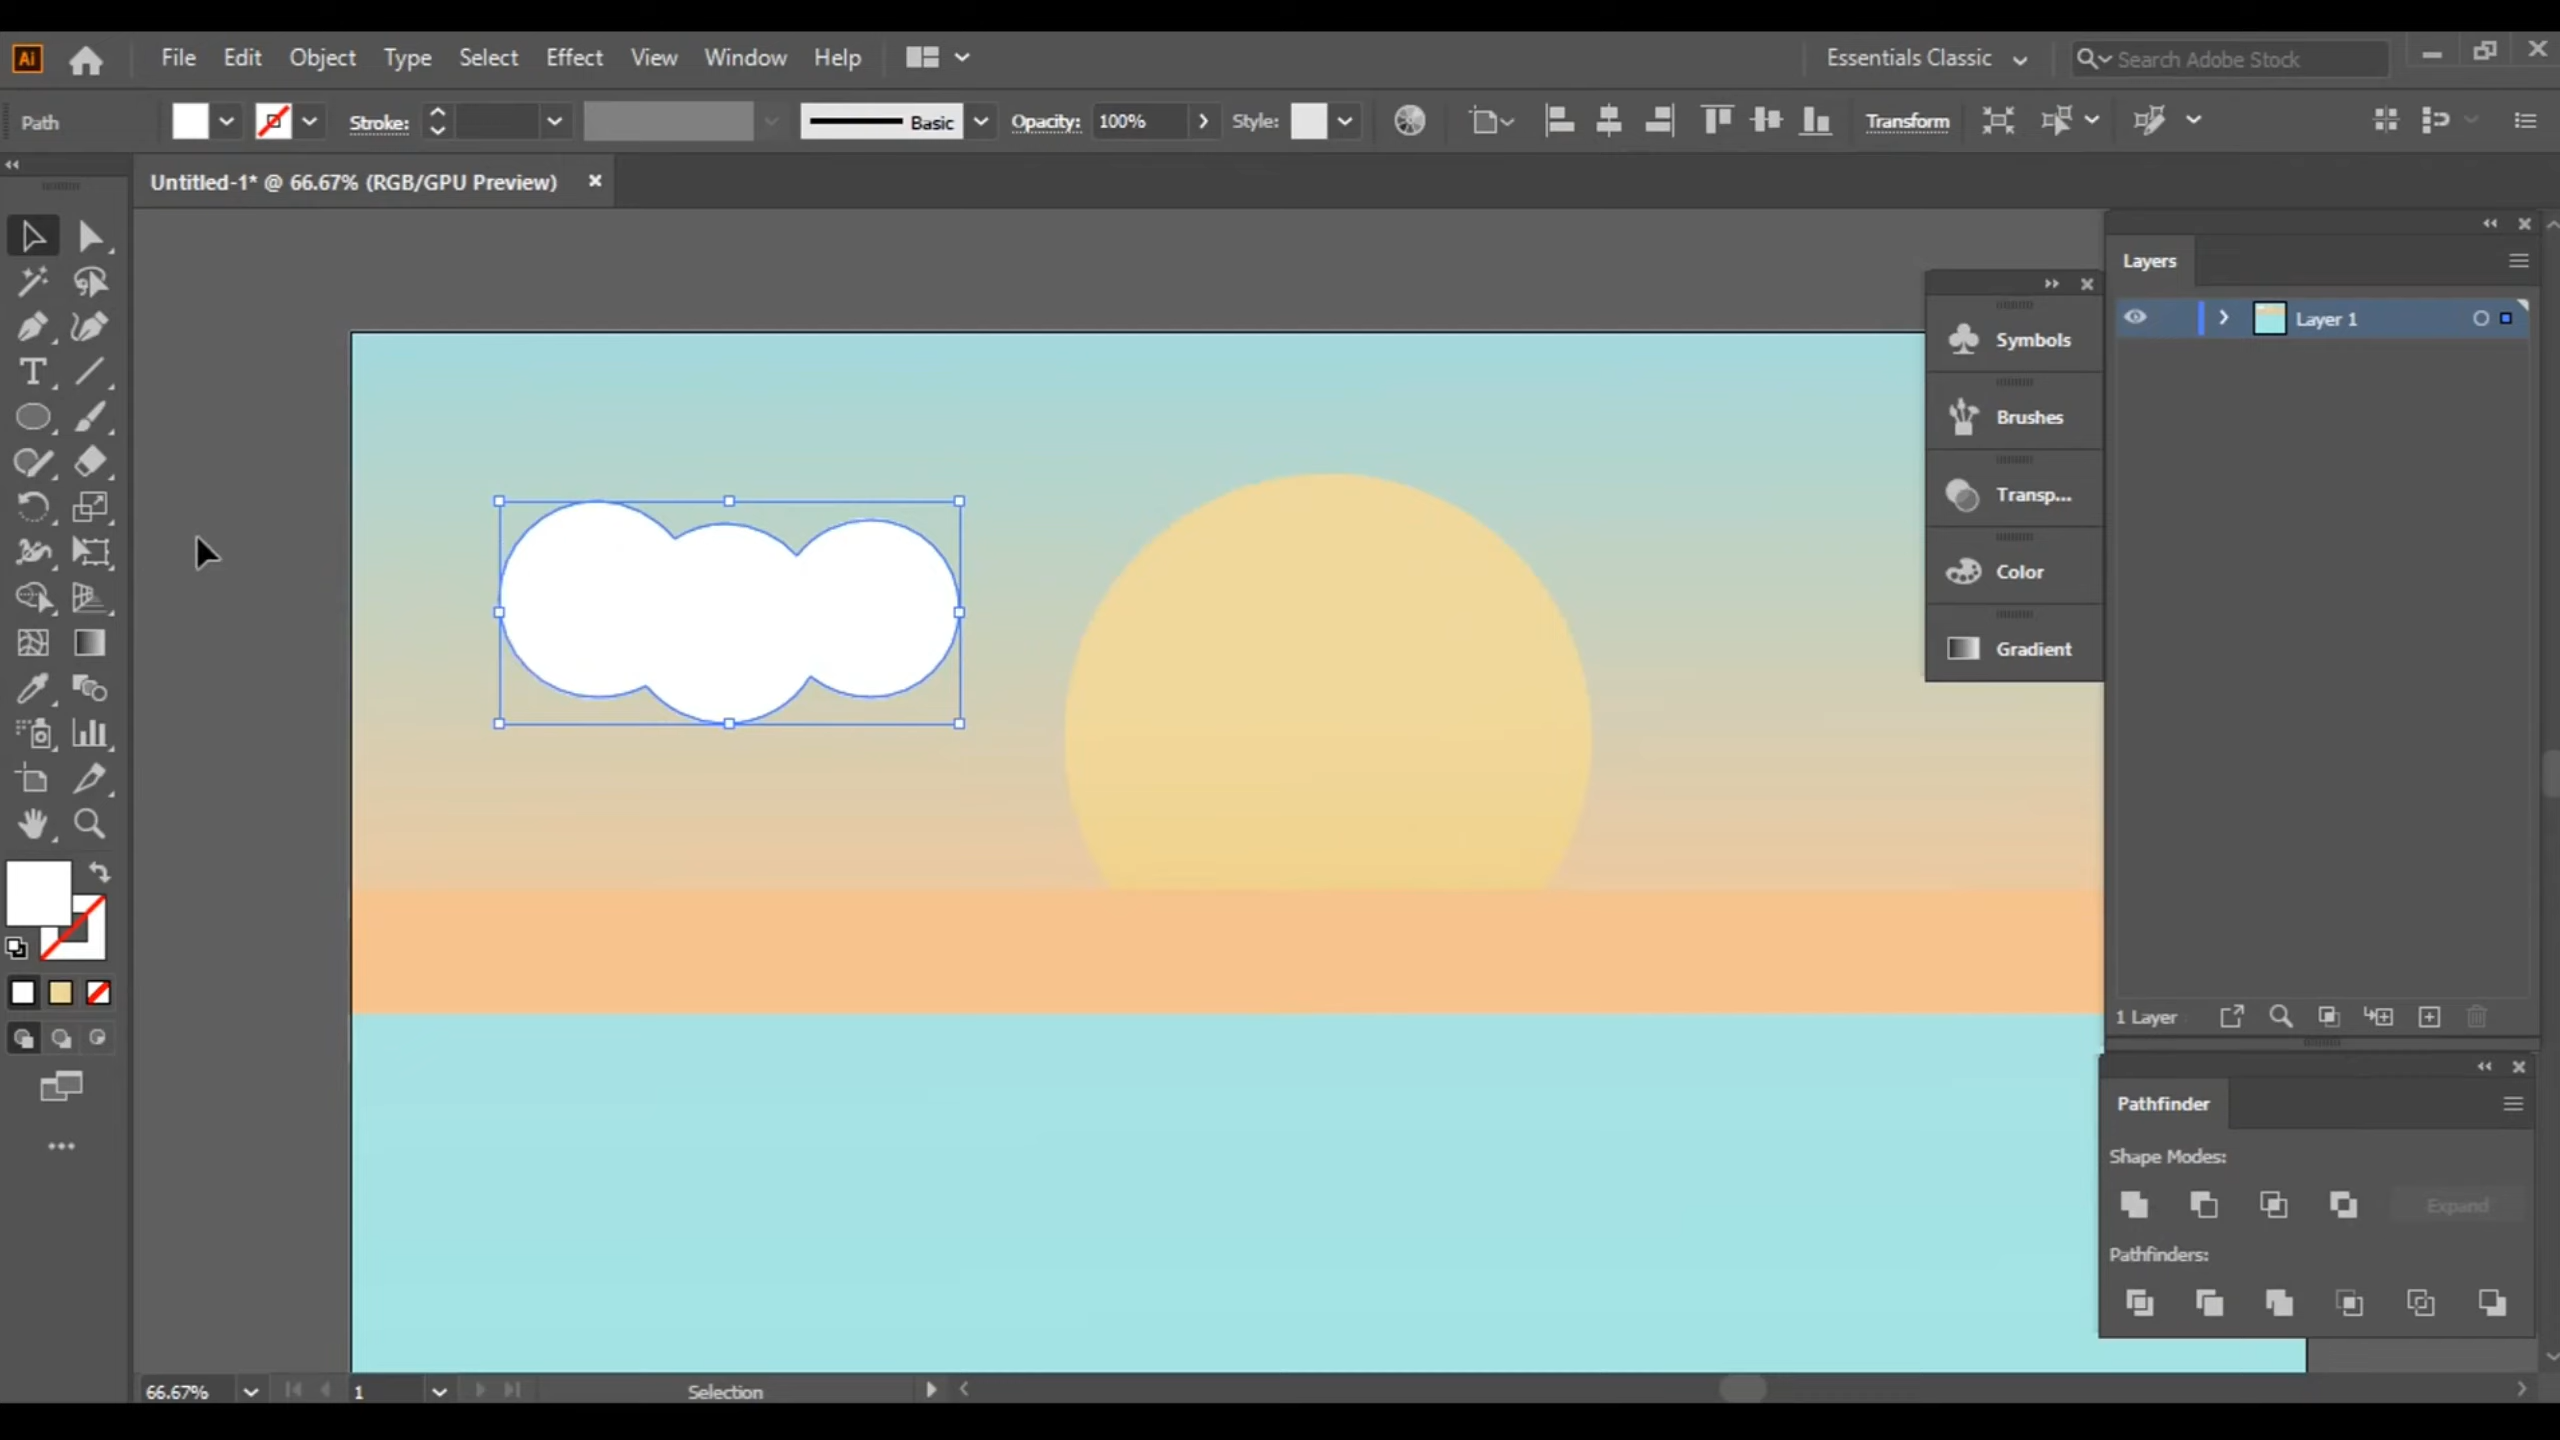 Ai File Edit Object Type Select Effect View Window Help Essentials Classic Search Adobe Stock
Path Stroke: Basic Opacity: 100% Style: Transform
Untitled-1* @ 66.67% (RGB/GPU Preview)
Layers
Layer 1
Symbols
Brushes
Transp...
Color
Gradient
1 Layer
Pathfinder
Shape Modes:
Expand
Pathfinders:
66.67% 1 Selection